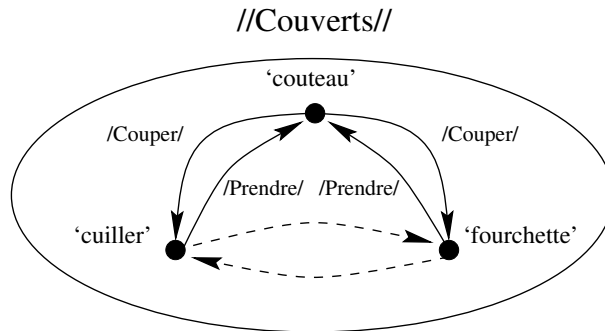 //Couverts//
‘couteau’
/Couper/ /Couper/
/Prendre/ /Prendre/
‘cuiller’ ‘fourchette’